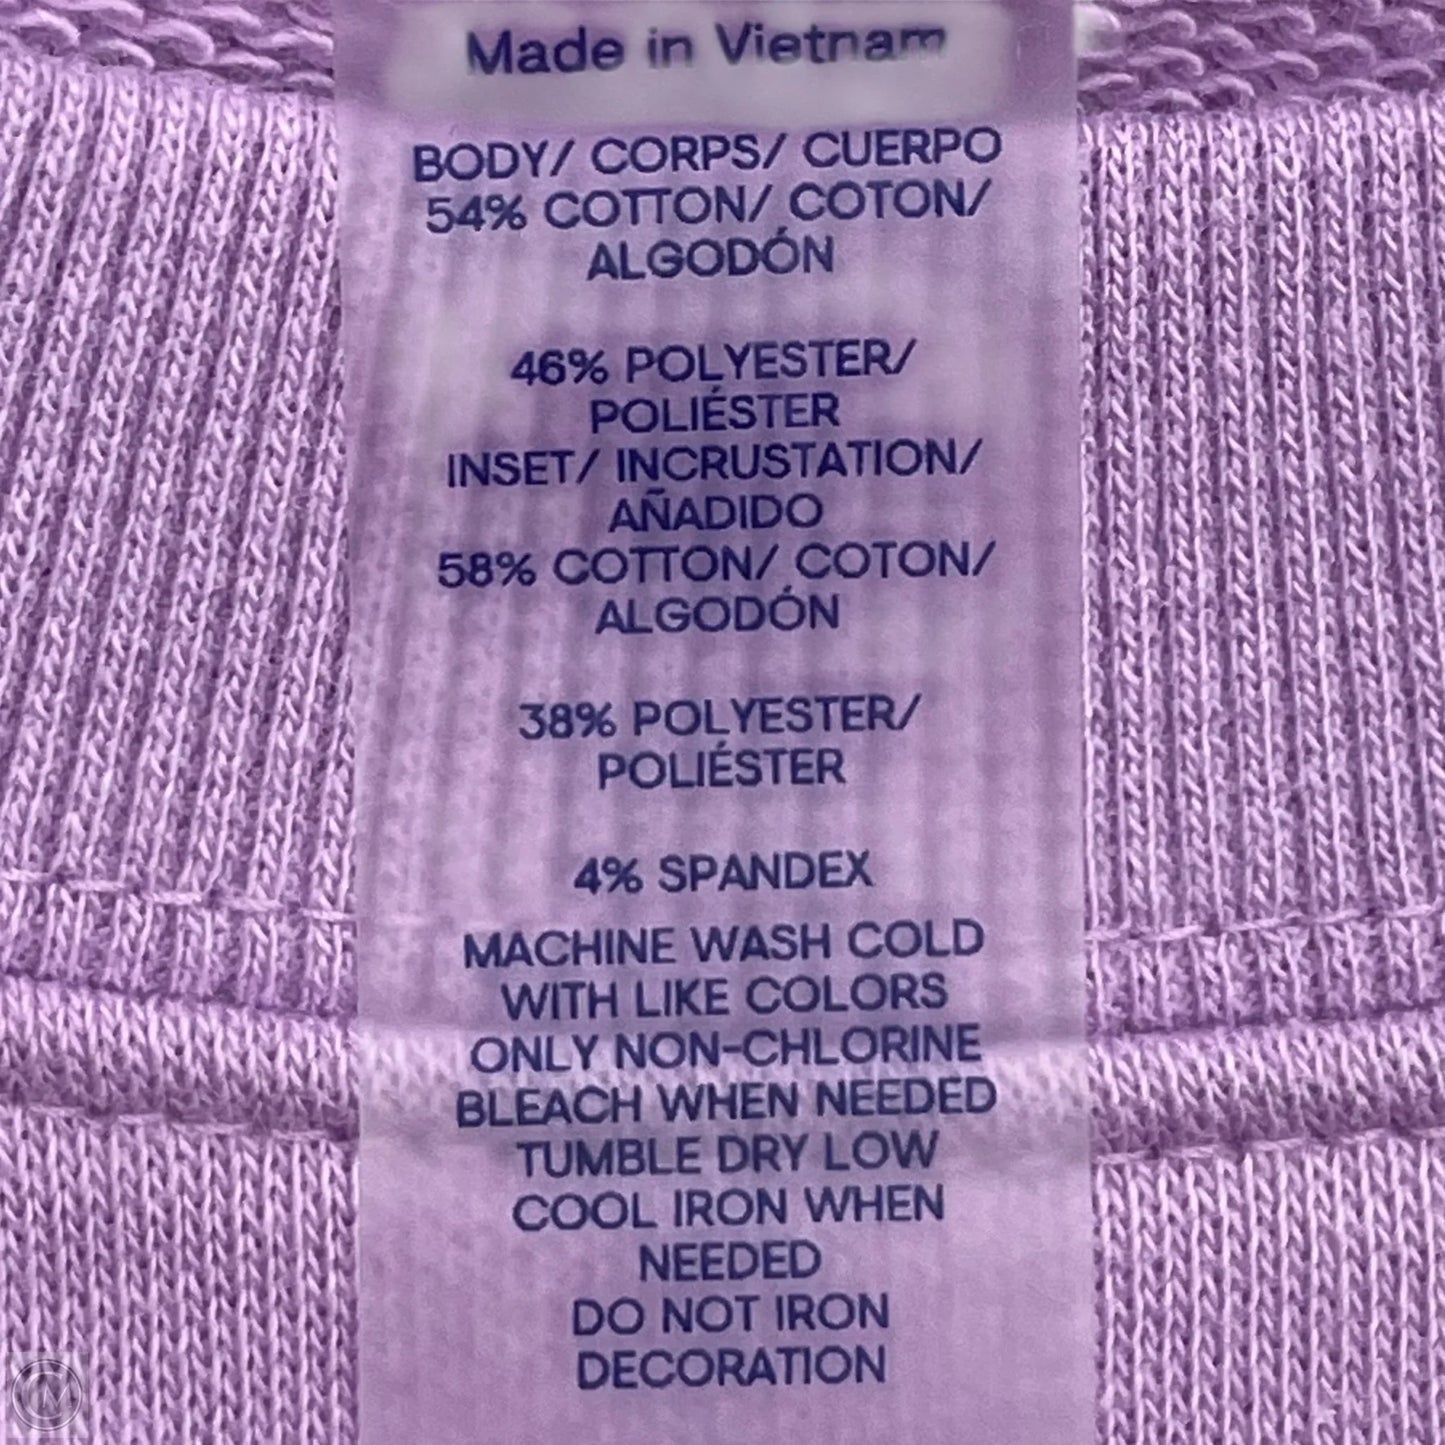 Made in Vietnam
BODY/ CORPS/ CUERPO
54% COTTON/ COTON/
ALGODÓN
46% POLYESTER/
POLIÉSTER
INSET/ INCRUSTATION/
AÑADIDO
58% COTTON/ COTON/
ALGODÓN
38% POLYESTER/
POLIÉSTER
4% SPANDEX
MACHINE WASH COLD
WITH LIKE COLORS
ONLY NON-CHLORINE
BLEACH WHEN NEEDED
TUMBLE DRY LOW
COOL IRON WHEN
NEEDED
DO NOT IRON
DECORATION